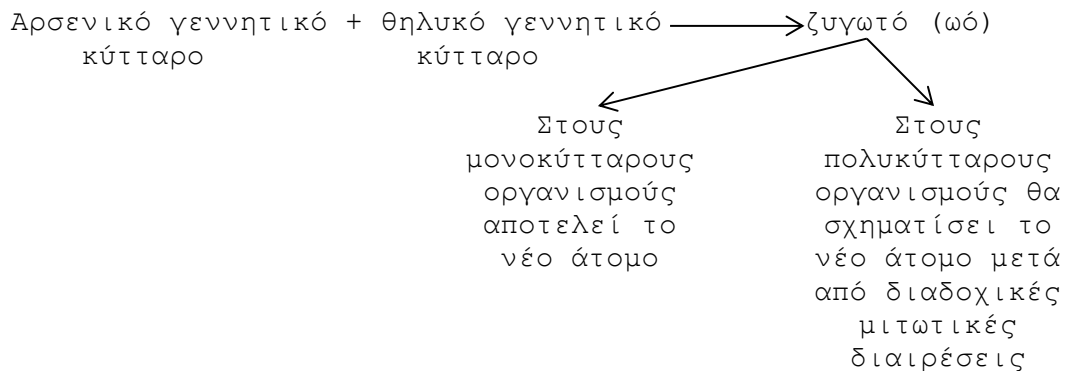 Αρσενικό γεννητικό + θηλυκό γεννητικό ζυγωτό (ωό)
κύτταρο κύτταρο
Στους
μονοκύτταρους
οργανισμούς
αποτελεί το
νέο άτομο
Στους
πολυκύτταρους
οργανισμούς θα
σχηματίσει το
νέο άτομο μετά
από διαδοχικές
μιτωτικές
διαιρέσεις